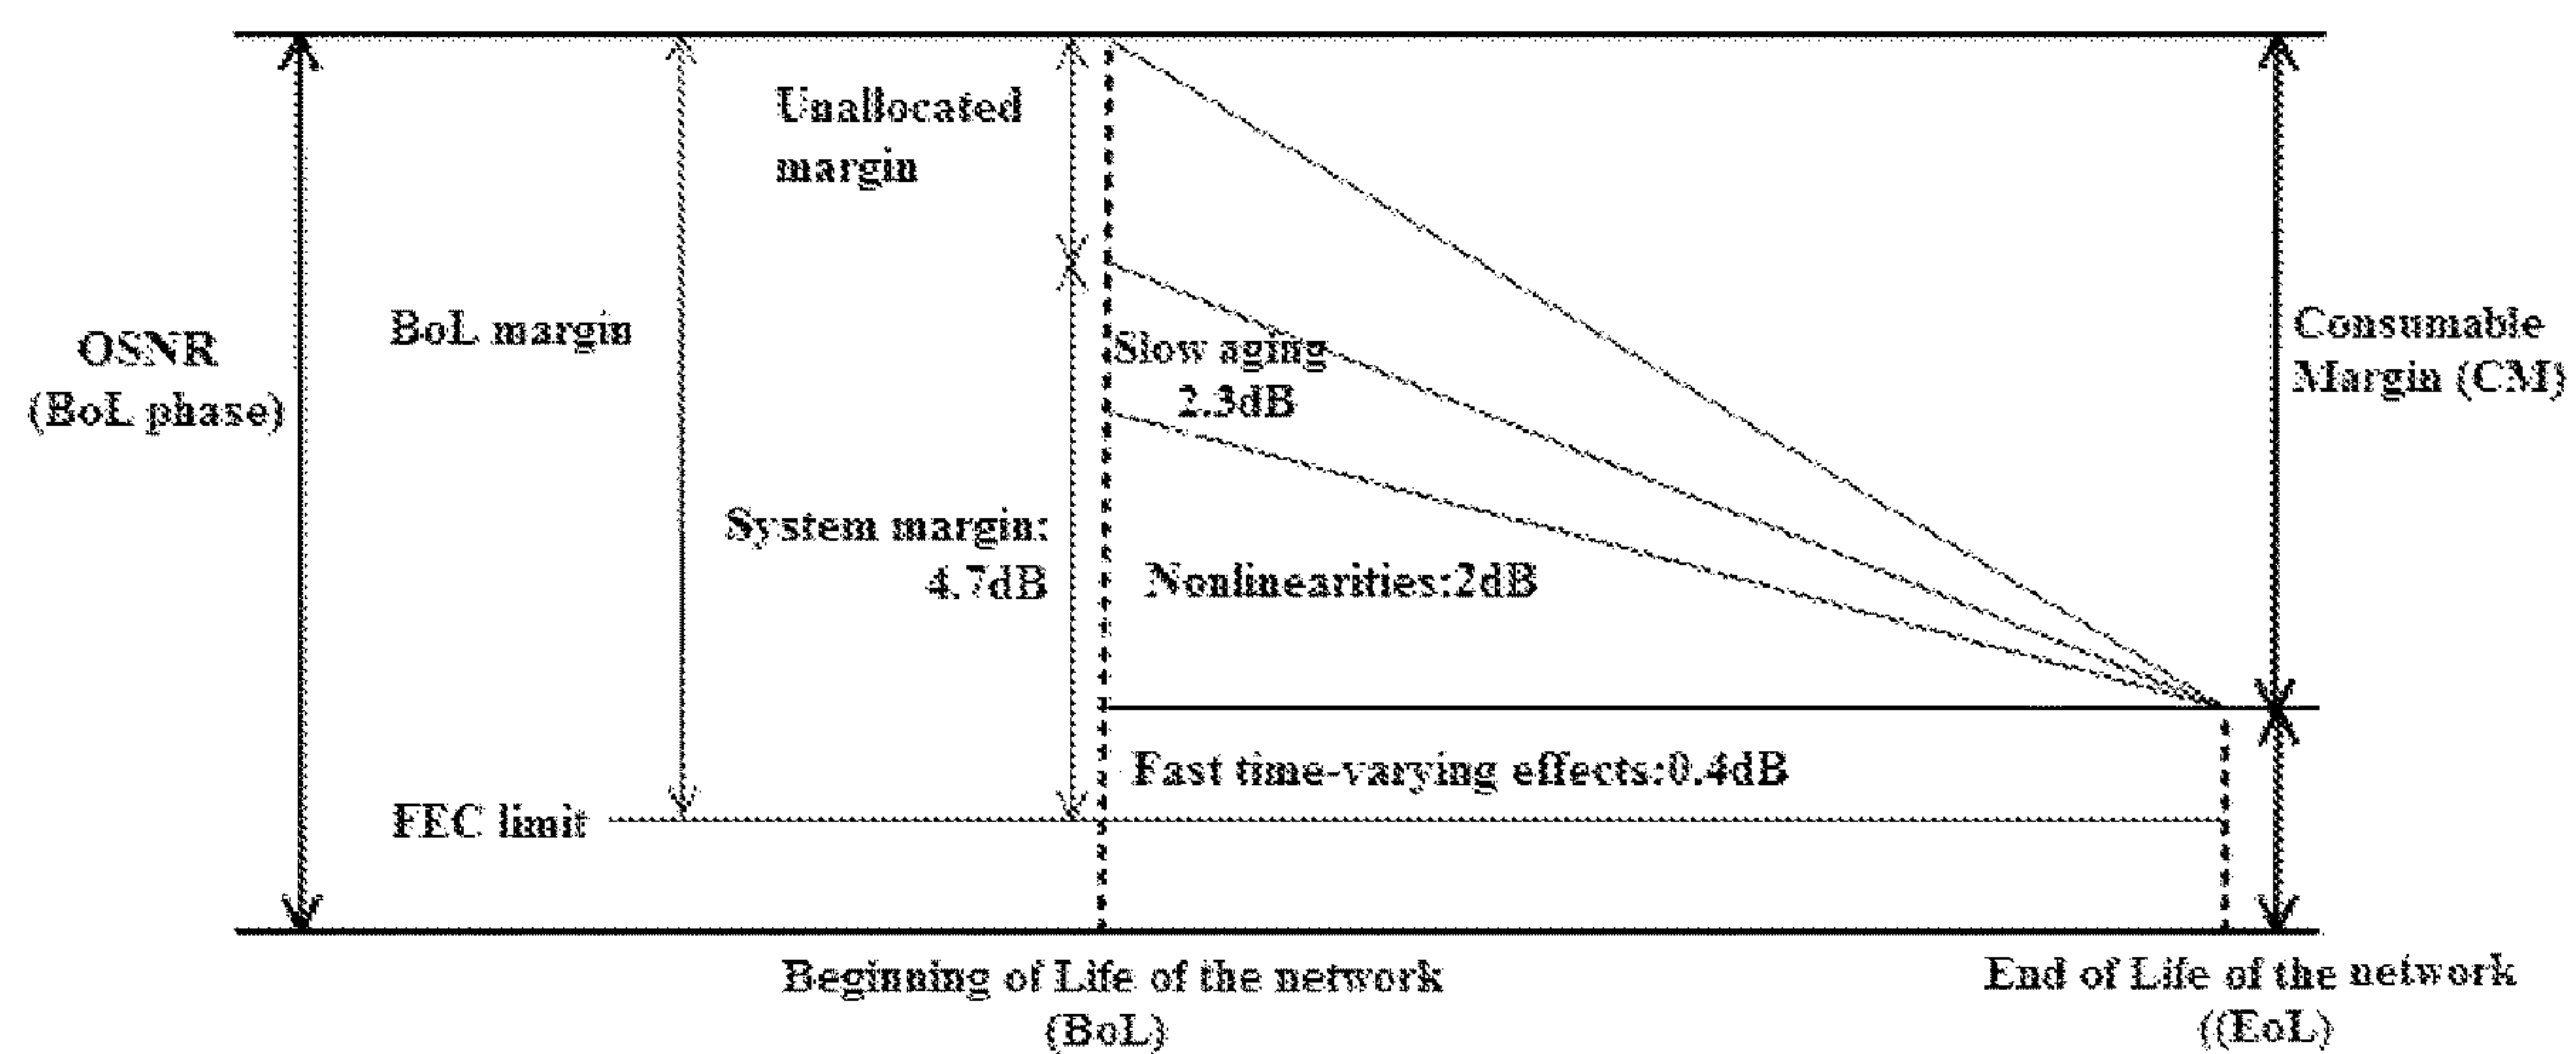 Unallocated
margin
OSNR
(BoL phase)
BoL margin
Slow aging
2.3dB
Consumable
Margin (CM)
System margin:
4.7dB
Nonlinearities:2dB
Fast time-varying effects:0.4dB
FEC limit
Beginning of Life of the network
(BoL)
End of Life of the network
((EoL)